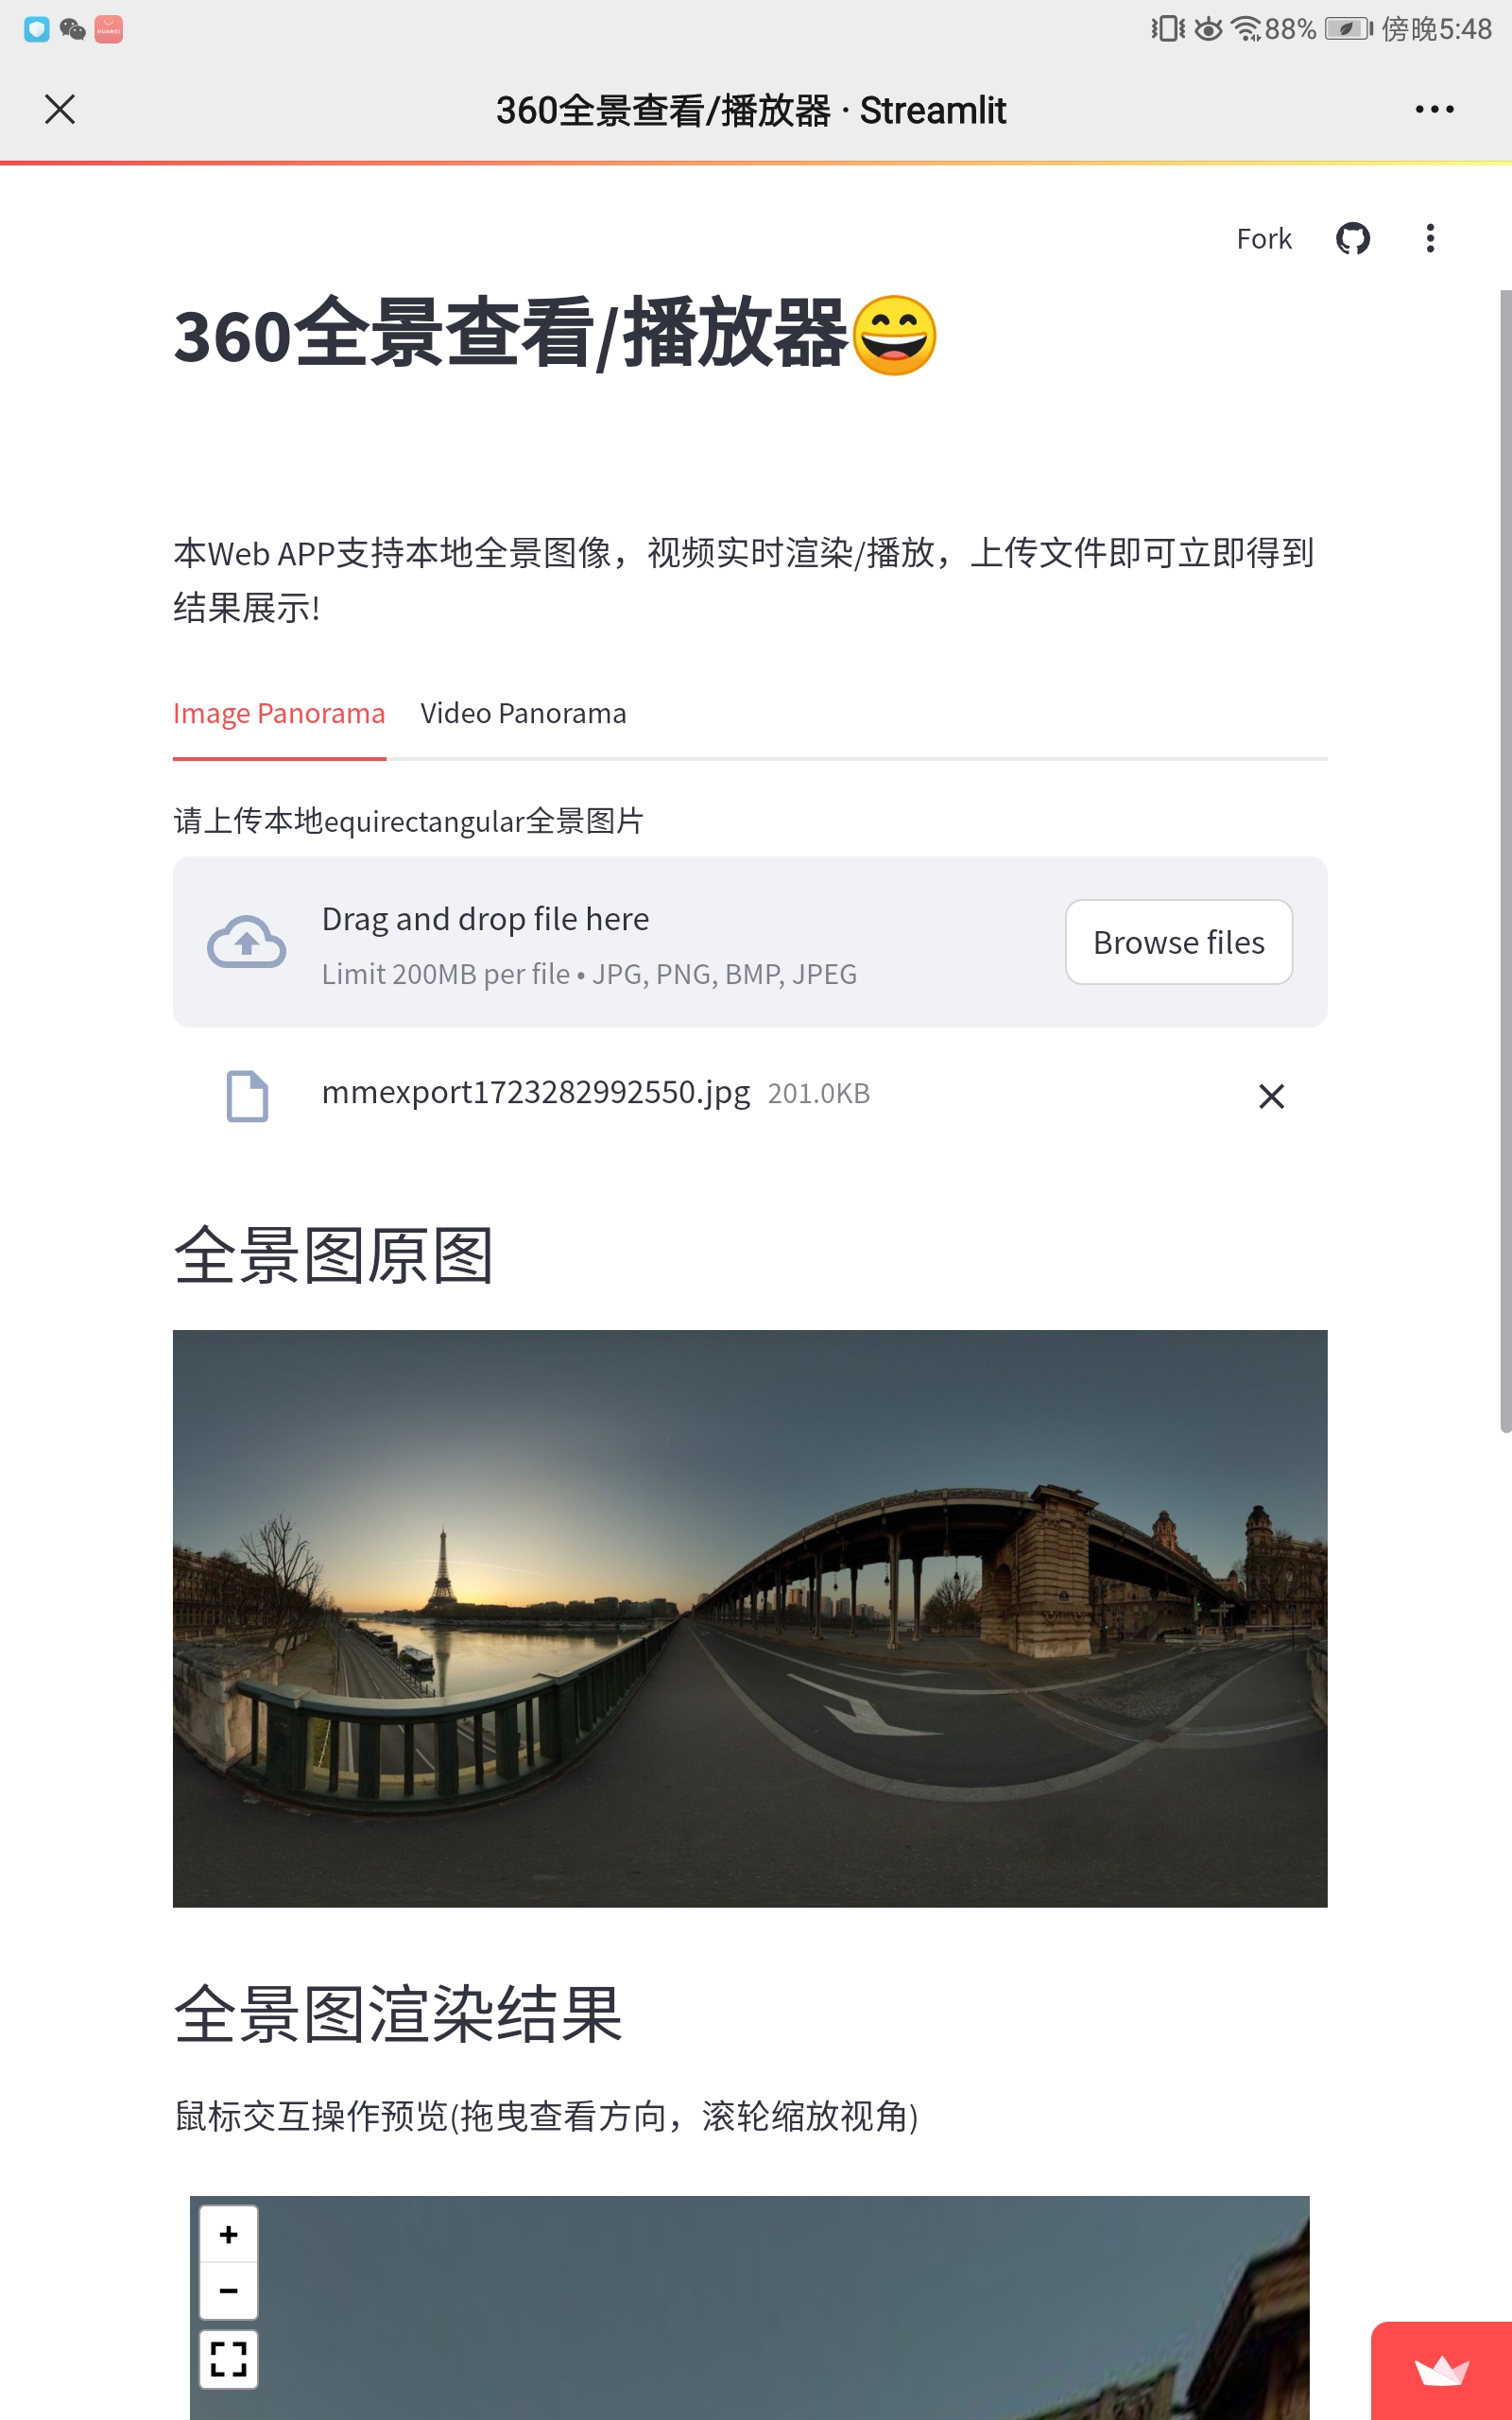 88% 傍晚5:48
360全景查看/播放器 · Streamlit
Fork
360全景查看/播放器😄
本Web APP支持本地全景图像，视频实时渲染/播放，上传文件即可立即得到
结果展示!
Image Panorama Video Panorama
请上传本地equirectangular全景图片
Drag and drop file here
Limit 200MB per file • JPG, PNG, BMP, JPEG
Browse files
mmexport1723282992550.jpg 201.0KB
全景图原图
全景图渲染结果
鼠标交互操作预览(拖曳查看方向，滚轮缩放视角)
+
−